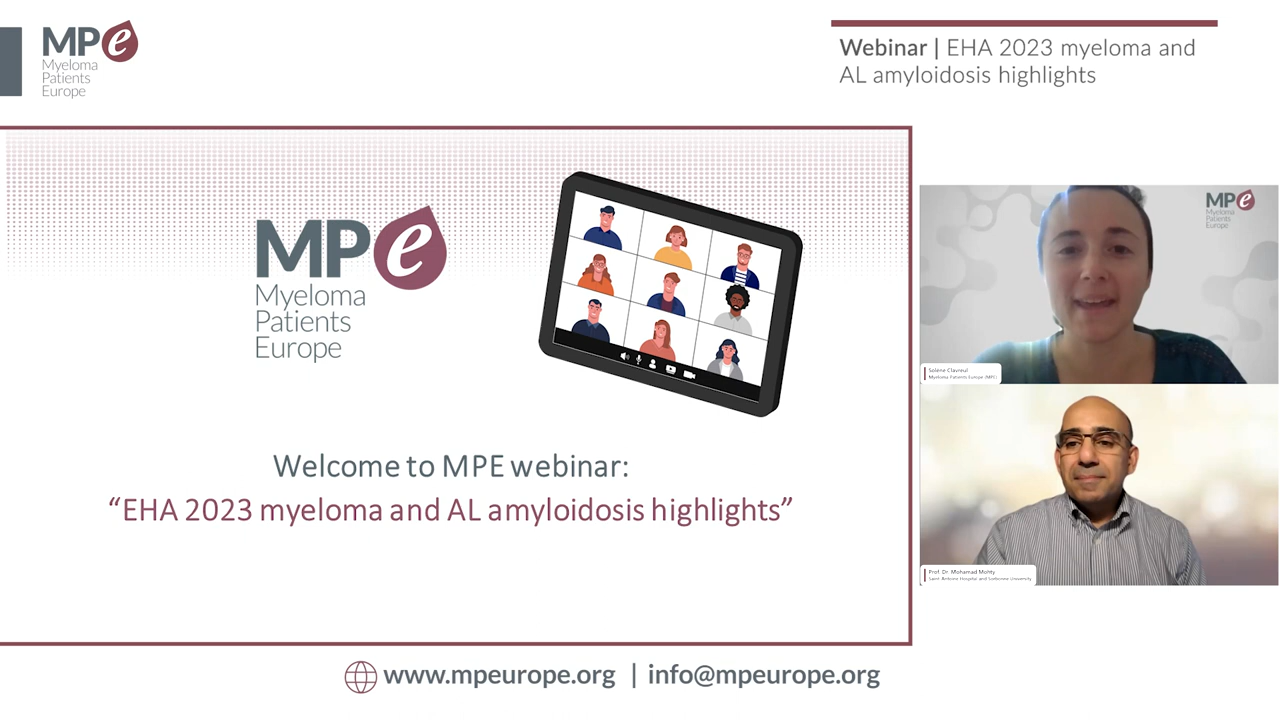 MPe
Myeloma
Patients
Europe
Webinar | EHA 2023 myeloma and
AL amyloidosis highlights
MPe
Myeloma
Patients
Europe
Welcome to MPE webinar:
“EHA 2023 myeloma and AL amyloidosis highlights”
MPe
Myeloma
Patients
Europe
Solène Clavreul
Myeloma Patients Europe (MPE)
Prof. Dr. Mohamad Mohty
Saint-Antoine Hospital and Sorbonne University
www.mpeurope.org | info@mpeurope.org